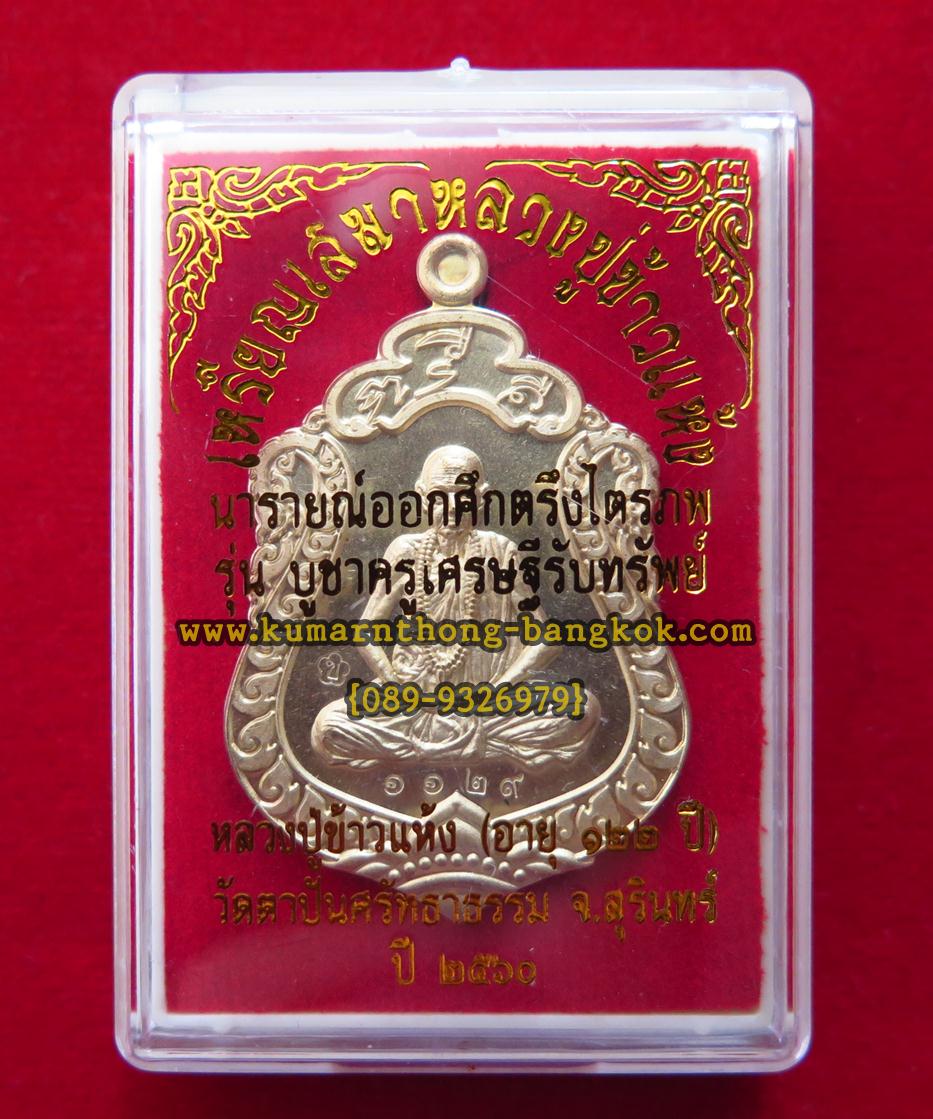 เหรียญเสมาหลวงปู่ข้าวแห้ง
นารายณ์ออกศึกตรึงไตรภพ
รุ่น บูชาครูเศรษฐีรับทรัพย์
www.kumarnthong-bangkok.com
{089-9326979}
ข
๑๑๒๙
หลวงปู่ข้าวแห้ง (อายุ ๑๒๒ ปี)
วัดตาปันศรัทธาธรรม จ.สุรินทร์
ปี ๒๕๖๐